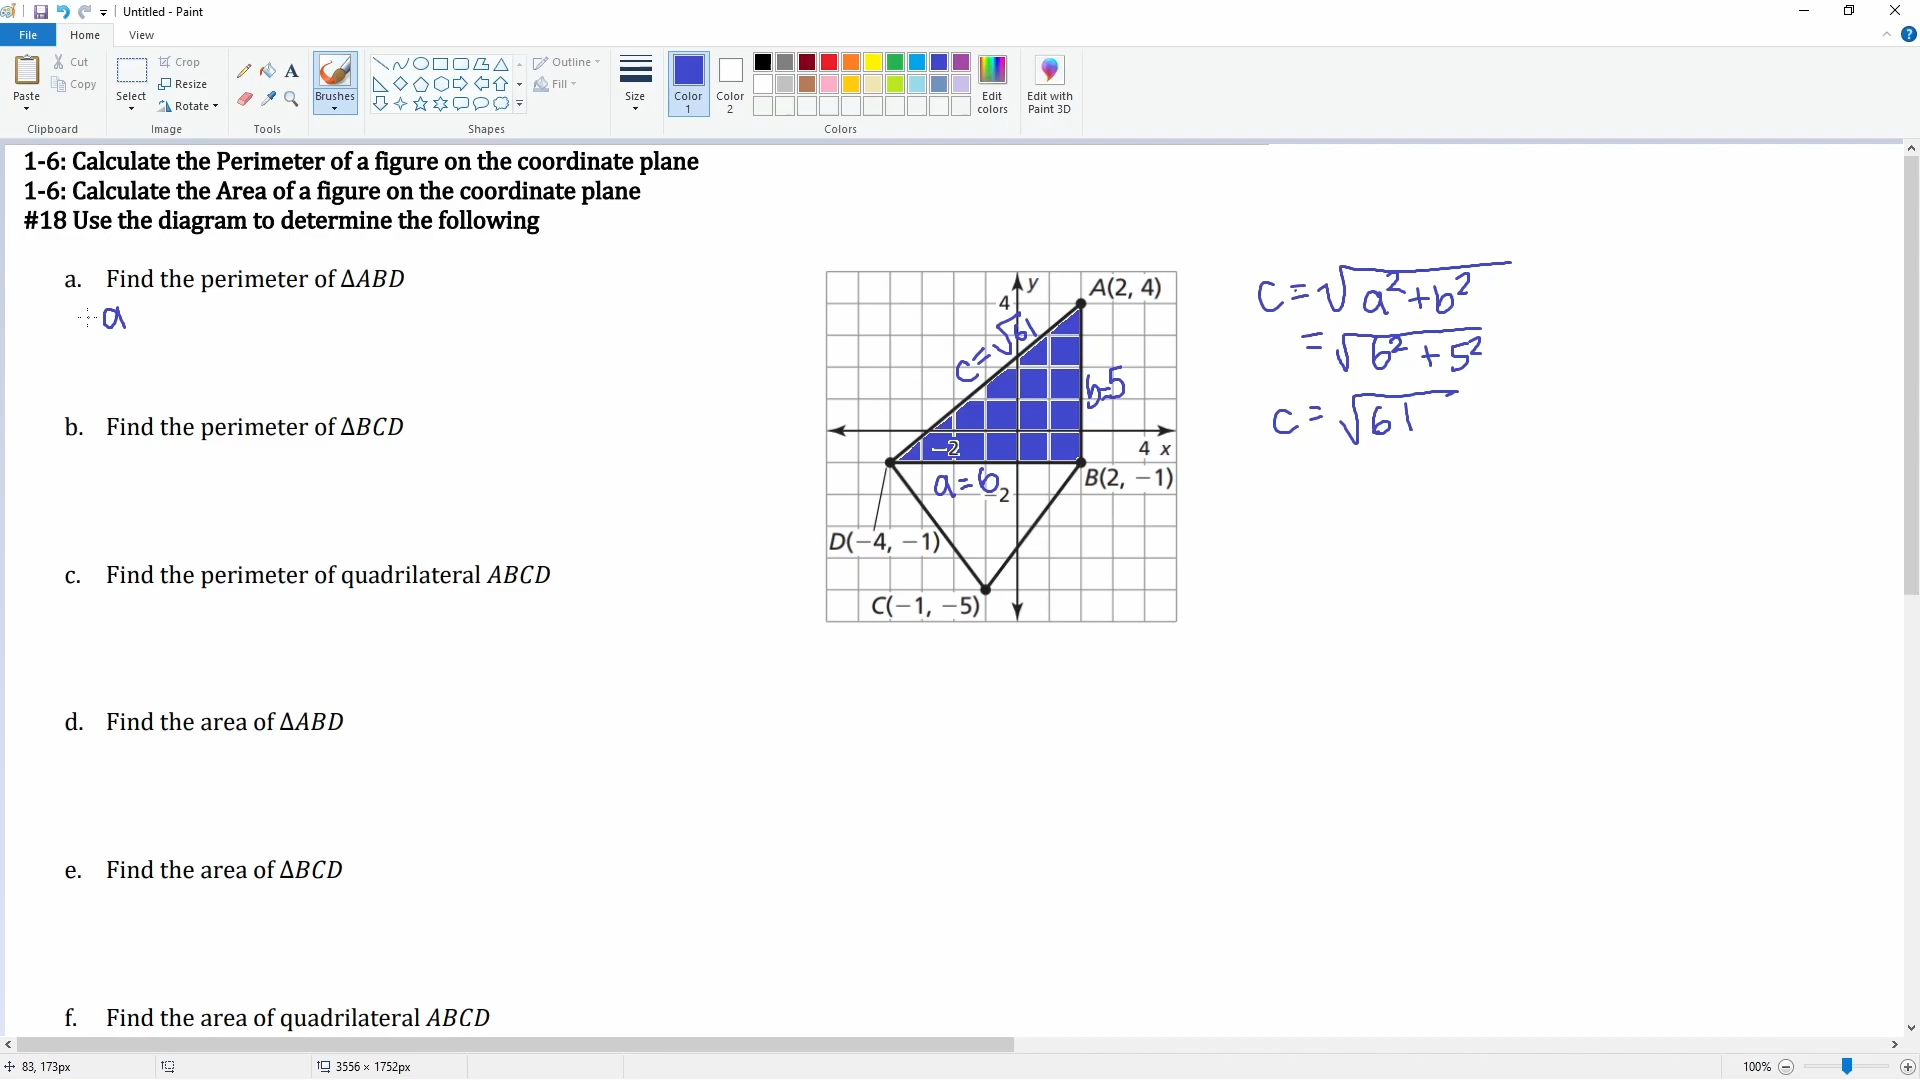 Untitled - Paint
File
Home
View
Paste
Cut
Copy
Clipboard
Select
Crop
Resize
Rotate
Image
A
Tools
Brushes
Shapes
Outline
Fill
Size
Color 1
Color 2
Edit colors
Edit with Paint 3D
Colors
1-6: Calculate the Perimeter of a figure on the coordinate plane
1-6: Calculate the Area of a figure on the coordinate plane
#18 Use the diagram to determine the following
a. Find the perimeter of ΔABD
a
b. Find the perimeter of ΔBCD
c. Find the perimeter of quadrilateral ABCD
d. Find the area of ΔABD
e. Find the area of ΔBCD
f. Find the area of quadrilateral ABCD
y
A(2, 4)
4
c=√61
b=5
−2
4 x
a=6
−2
B(2, −1)
D(−4, −1)
C(−1, −5)
c=√a²+b²
=√6²+5²
c=√61
83, 173px
3556 × 1752px
100%